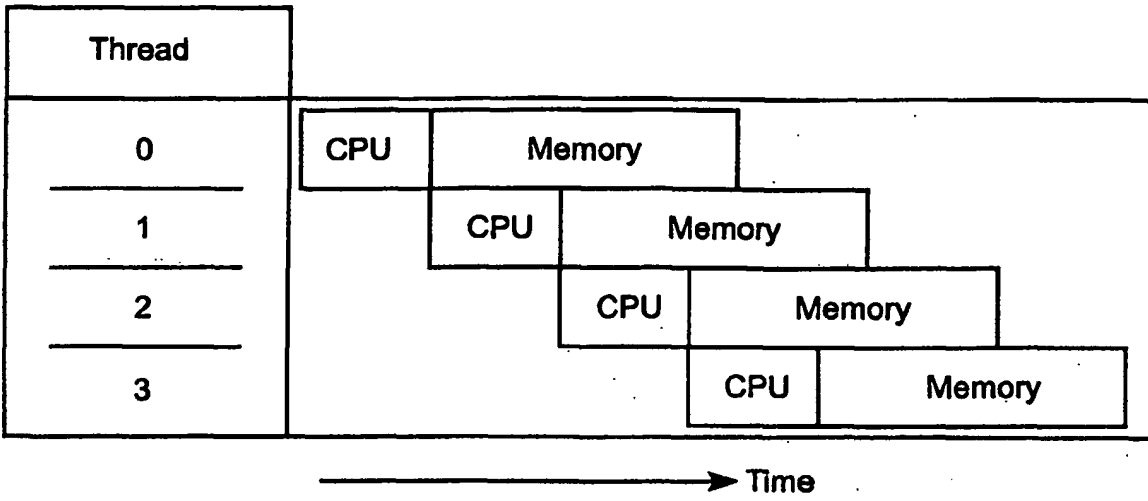 Thread
0 CPU Memory
1 CPU Memory
2 CPU Memory
3 CPU Memory
Time